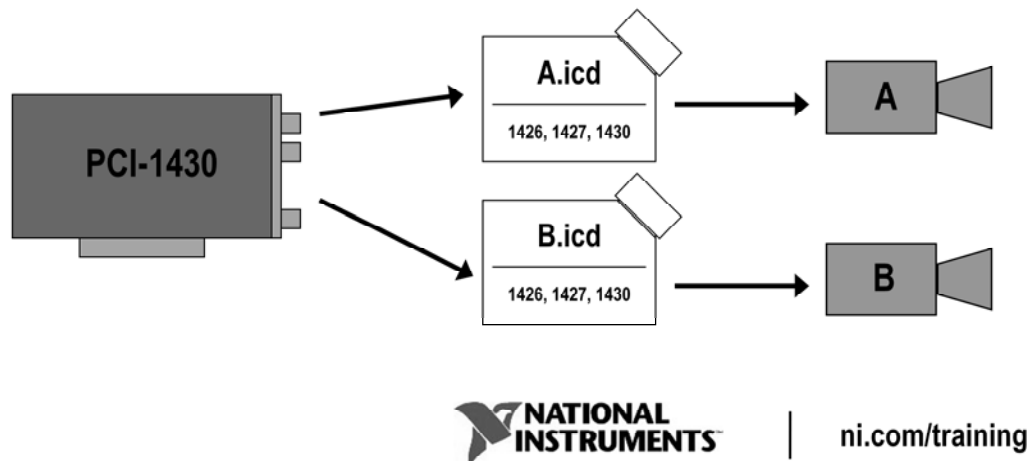 PCI-1430
A.icd
1426, 1427, 1430
A
B.icd
1426, 1427, 1430
B
NATIONAL
INSTRUMENTS
ni.com/training